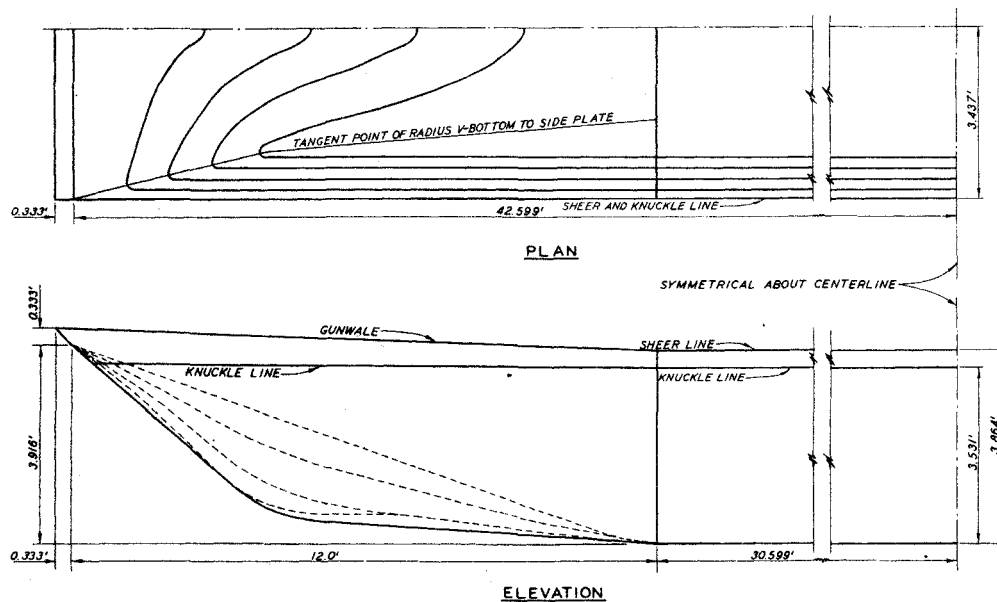 TANGENT POINT OF RADIUS V-BOTTOM TO SIDE PLATE
3.437'
SHEER AND KNUCKLE LINE
0.333'
42.599'
PLAN
SYMMETRICAL ABOUT CENTERLINE
0.333'
GUNWALE
SHEER LINE
KNUCKLE LINE
KNUCKLE LINE
3.916'
3.531'
3.864'
0.333'
12.0'
30.599'
ELEVATION